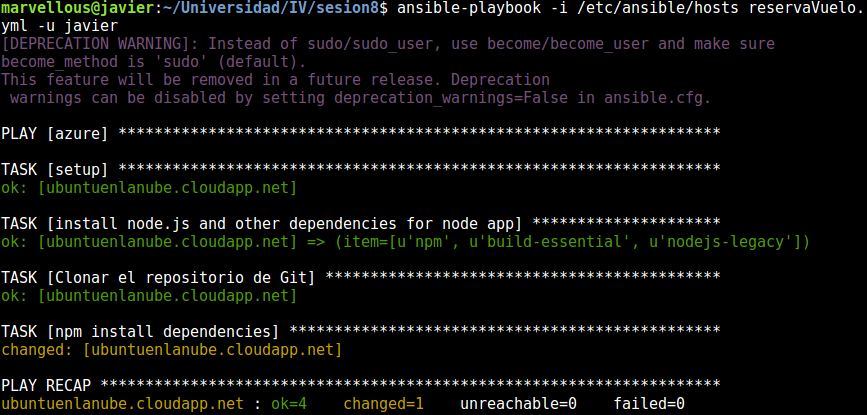 marvellous@javier:~/Universidad/IV/sesion8$ ansible-playbook -i /etc/ansible/hosts reservaVuelo.
yml -u javier
[DEPRECATION WARNING]: Instead of sudo/sudo_user, use become/become_user and make sure
become_method is 'sudo' (default).
This feature will be removed in a future release. Deprecation
 warnings can be disabled by setting deprecation_warnings=False in ansible.cfg.

PLAY [azure] *******************************************************************

TASK [setup] *******************************************************************
ok: [ubuntuenlanube.cloudapp.net]

TASK [install node.js and other dependencies for node app] *********************
ok: [ubuntuenlanube.cloudapp.net] => (item=[u'npm', u'build-essential', u'nodejs-legacy'])

TASK [Clonar el repositorio de Git] ********************************************
ok: [ubuntuenlanube.cloudapp.net]

TASK [npm install dependencies] ************************************************
changed: [ubuntuenlanube.cloudapp.net]

PLAY RECAP *********************************************************************
ubuntuenlanube.cloudapp.net : ok=4    changed=1    unreachable=0    failed=0